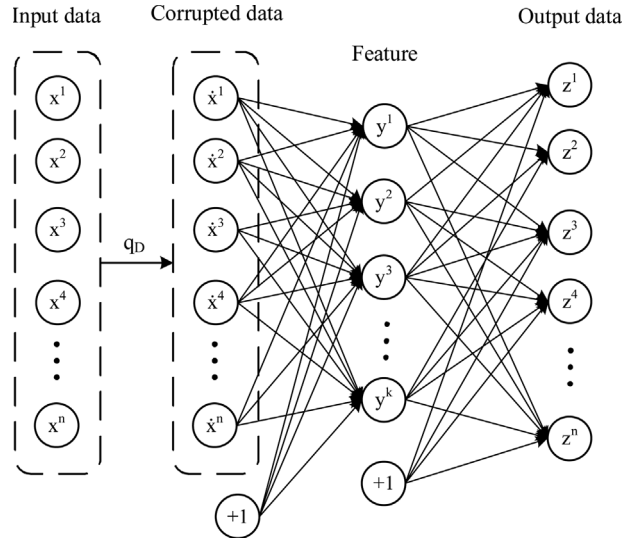 Input data
Corrupted data
Feature
Output data
x¹
x²
x³
x⁴
xⁿ
q_D
ẋ¹
ẋ²
ẋ³
ẋ⁴
ẋⁿ
+1
y¹
y²
y³
yᵏ
+1
z¹
z²
z³
z⁴
zⁿ